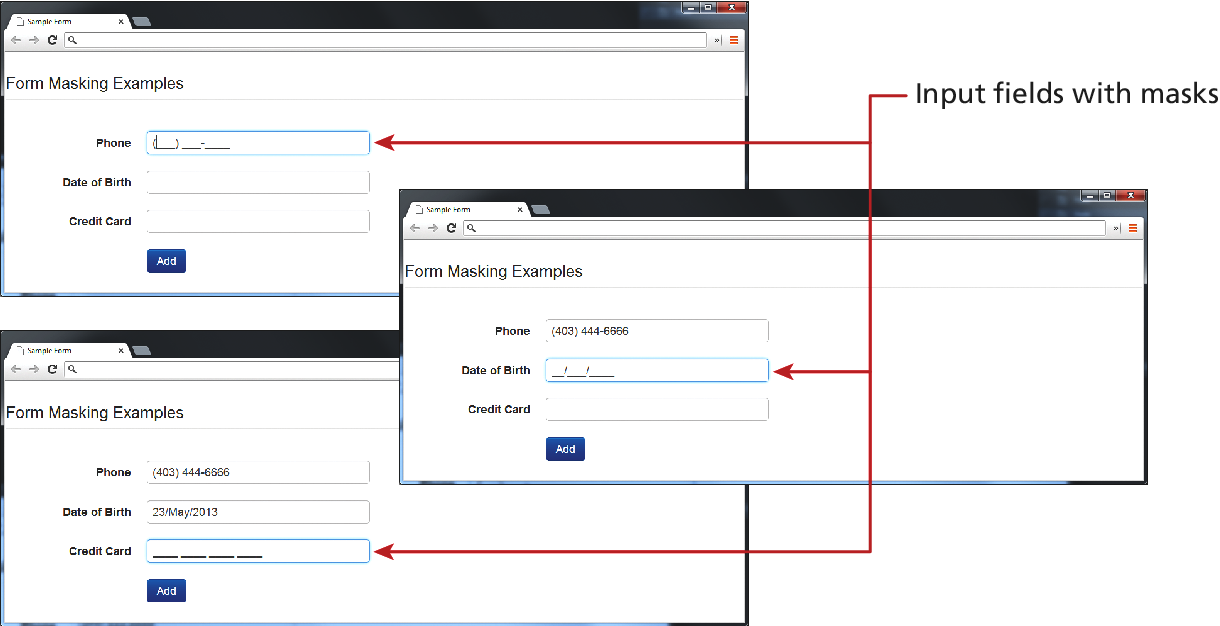 Sample Form
Form Masking Examples
Phone (___) ___-____
Date of Birth
Credit Card
Add
Input fields with masks
Sample Form
Form Masking Examples
Phone (403) 444-6666
Date of Birth __/___/____
Credit Card
Add
Sample Form
Form Masking Examples
Phone (403) 444-6666
Date of Birth 23/May/2013
Credit Card ____ ____ ____ ____
Add